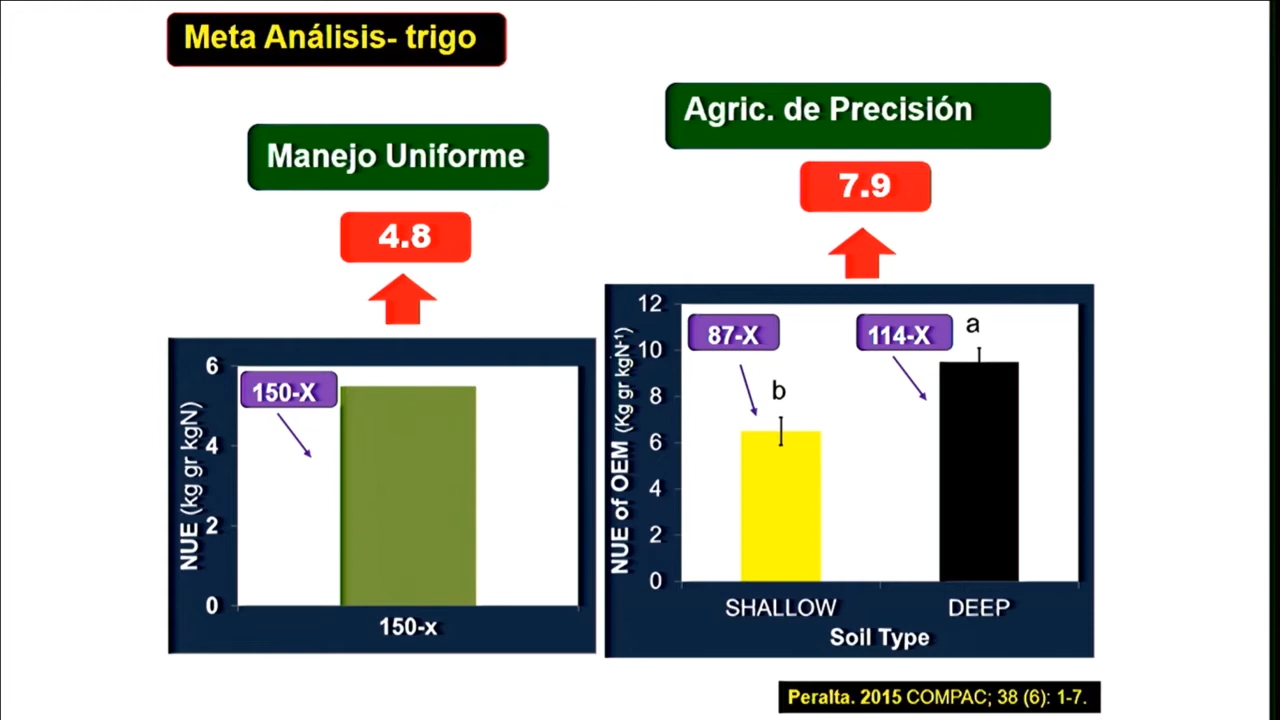 Meta Análisis- trigo
Manejo Uniforme
4.8
Agric. de Precisión
7.9
NUE (kg gr kgN)
6
4
2
0
150-X
150-x
NUE of OEM (Kg gr kgN-1)
12
10
8
6
4
2
0
87-X
114-X
b
a
SHALLOW DEEP
Soil Type
Peralta. 2015 COMPAC; 38 (6): 1-7.